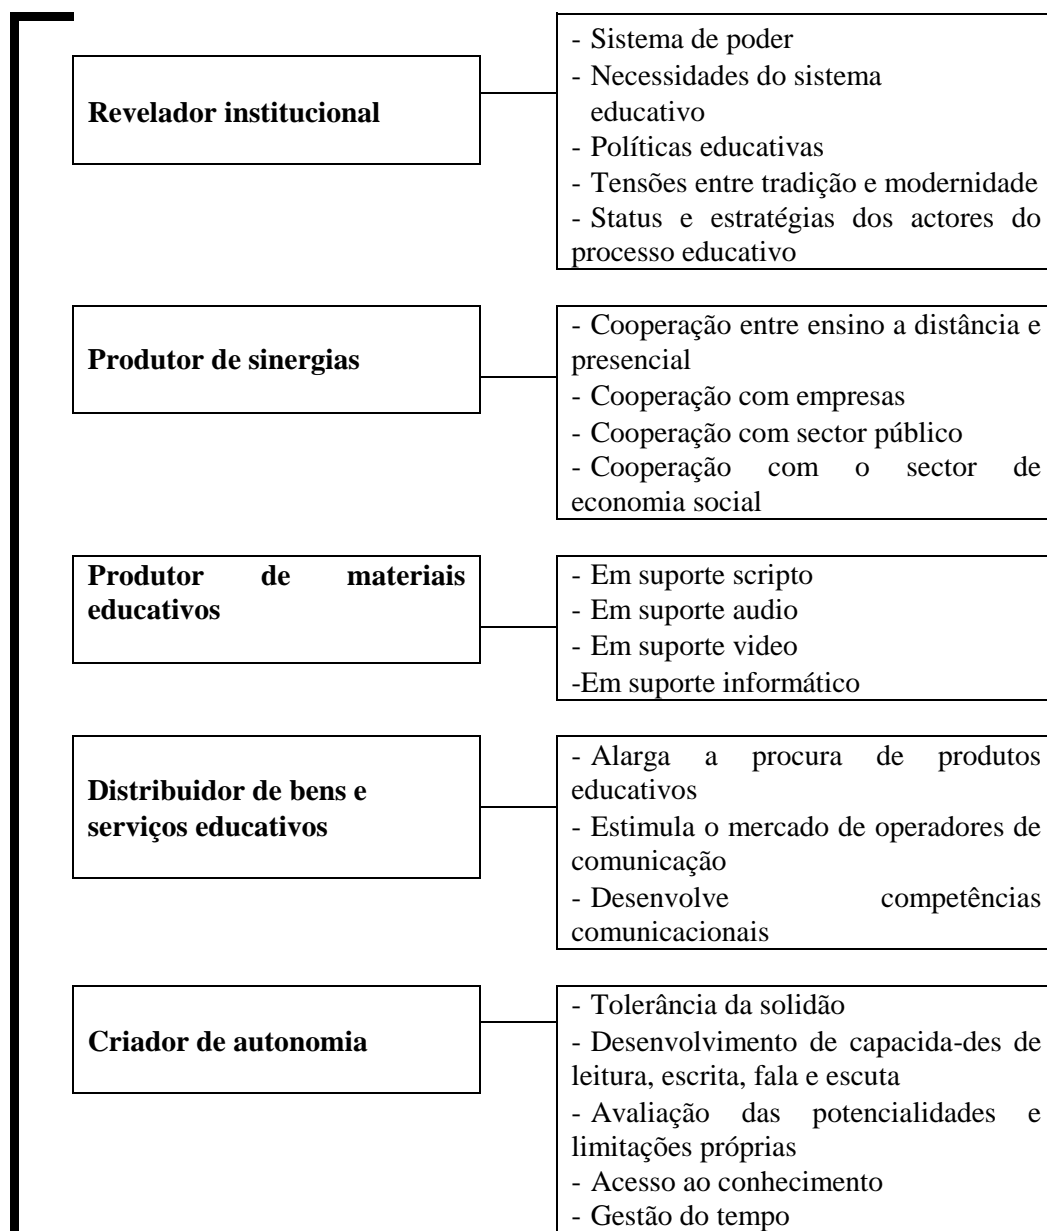 Revelador institucional
- Sistema de poder
- Necessidades do sistema
educativo
- Políticas educativas
- Tensões entre tradição e modernidade
- Status e estratégias dos actores do
processo educativo
Produtor de sinergias
- Cooperação entre ensino a distância e
presencial
- Cooperação com empresas
- Cooperação com sector público
- Cooperação com o sector de
economia social
Produtor de materiais
educativos
- Em suporte scripto
- Em suporte audio
- Em suporte video
-Em suporte informático
Distribuidor de bens e
serviços educativos
- Alarga a procura de produtos
educativos
- Estimula o mercado de operadores de
comunicação
- Desenvolve competências
comunicacionais
Criador de autonomia
- Tolerância da solidão
- Desenvolvimento de capacida-des de
leitura, escrita, fala e escuta
- Avaliação das potencialidades e
limitações próprias
- Acesso ao conhecimento
- Gestão do tempo